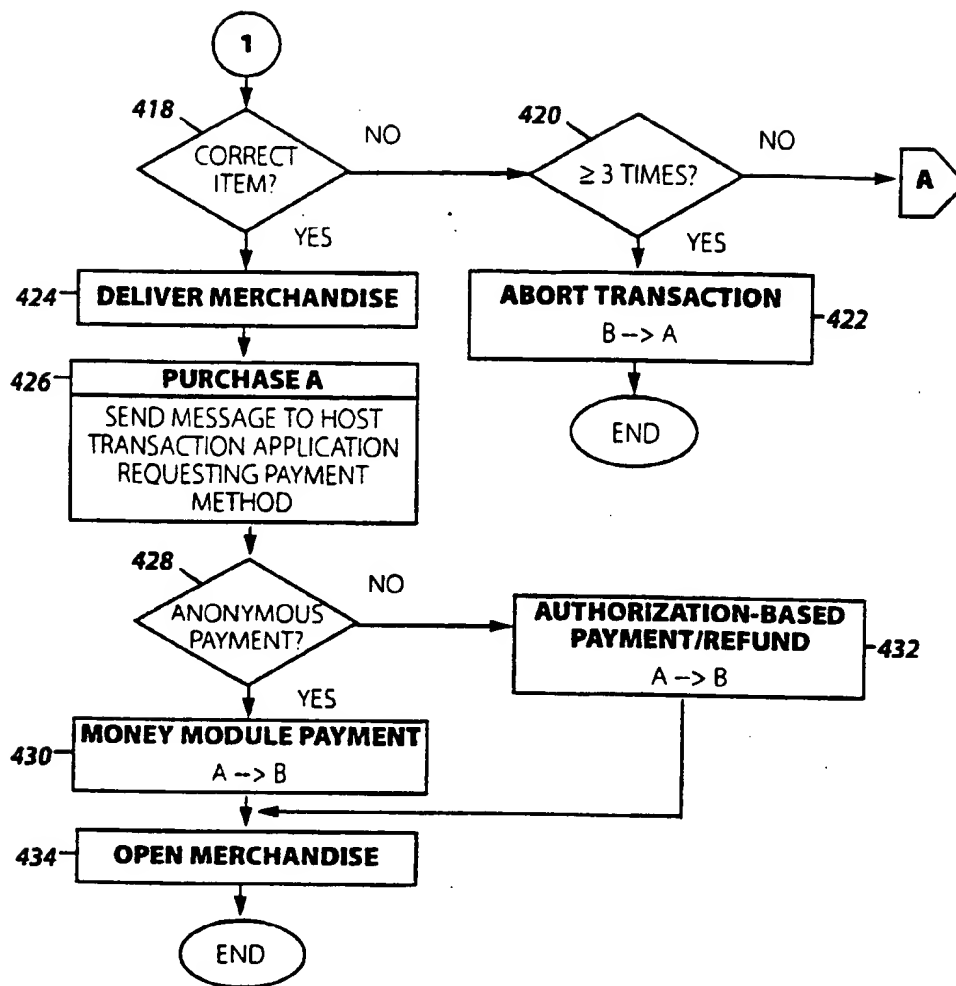 1
418
CORRECT
ITEM?
NO
YES
420
≥ 3 TIMES?
NO
A
YES
424
DELIVER MERCHANDISE
ABORT TRANSACTION
B --> A
422
END
426
PURCHASE A
SEND MESSAGE TO HOST
TRANSACTION APPLICATION
REQUESTING PAYMENT
METHOD
428
ANONYMOUS
PAYMENT?
NO
YES
AUTHORIZATION-BASED
PAYMENT/REFUND
A --> B
432
430
MONEY MODULE PAYMENT
A --> B
434
OPEN MERCHANDISE
END